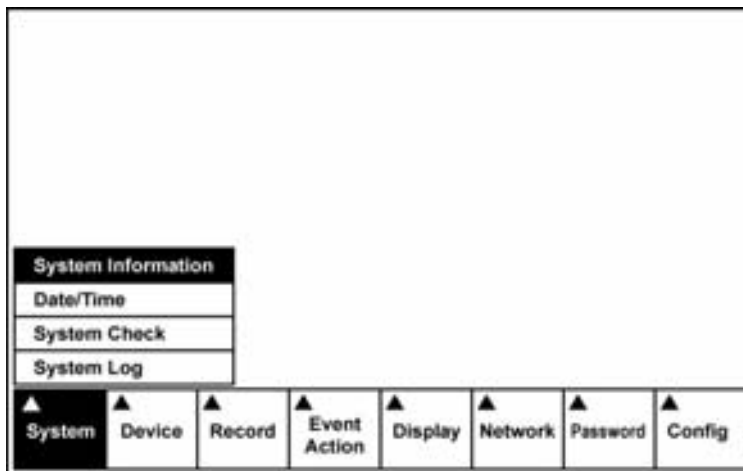 System Information
Date/Time
System Check
System Log
System
Device
Record
Event
Action
Display
Network
Password
Config